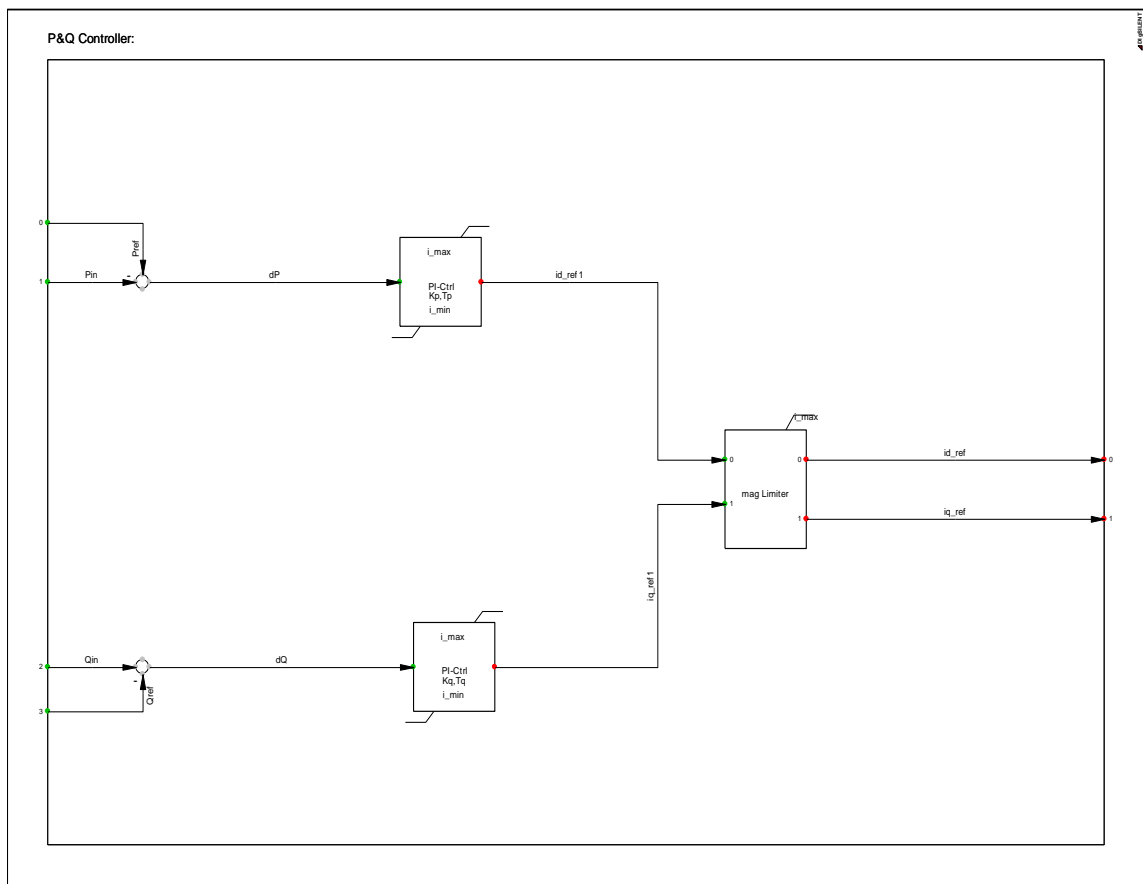 DIgSILENT
P&Q Controller:
0
Pref
-
1
Pin
dP
i_max
PI-Ctrl
Kp,Tp
i_min
id_ref1
i_max
0
0
id_ref
0
mag Limiter
1
1
iq_ref
1
iq_ref1
2
Qin
dQ
-
Qref
3
i_max
PI-Ctrl
Kq,Tq
i_min